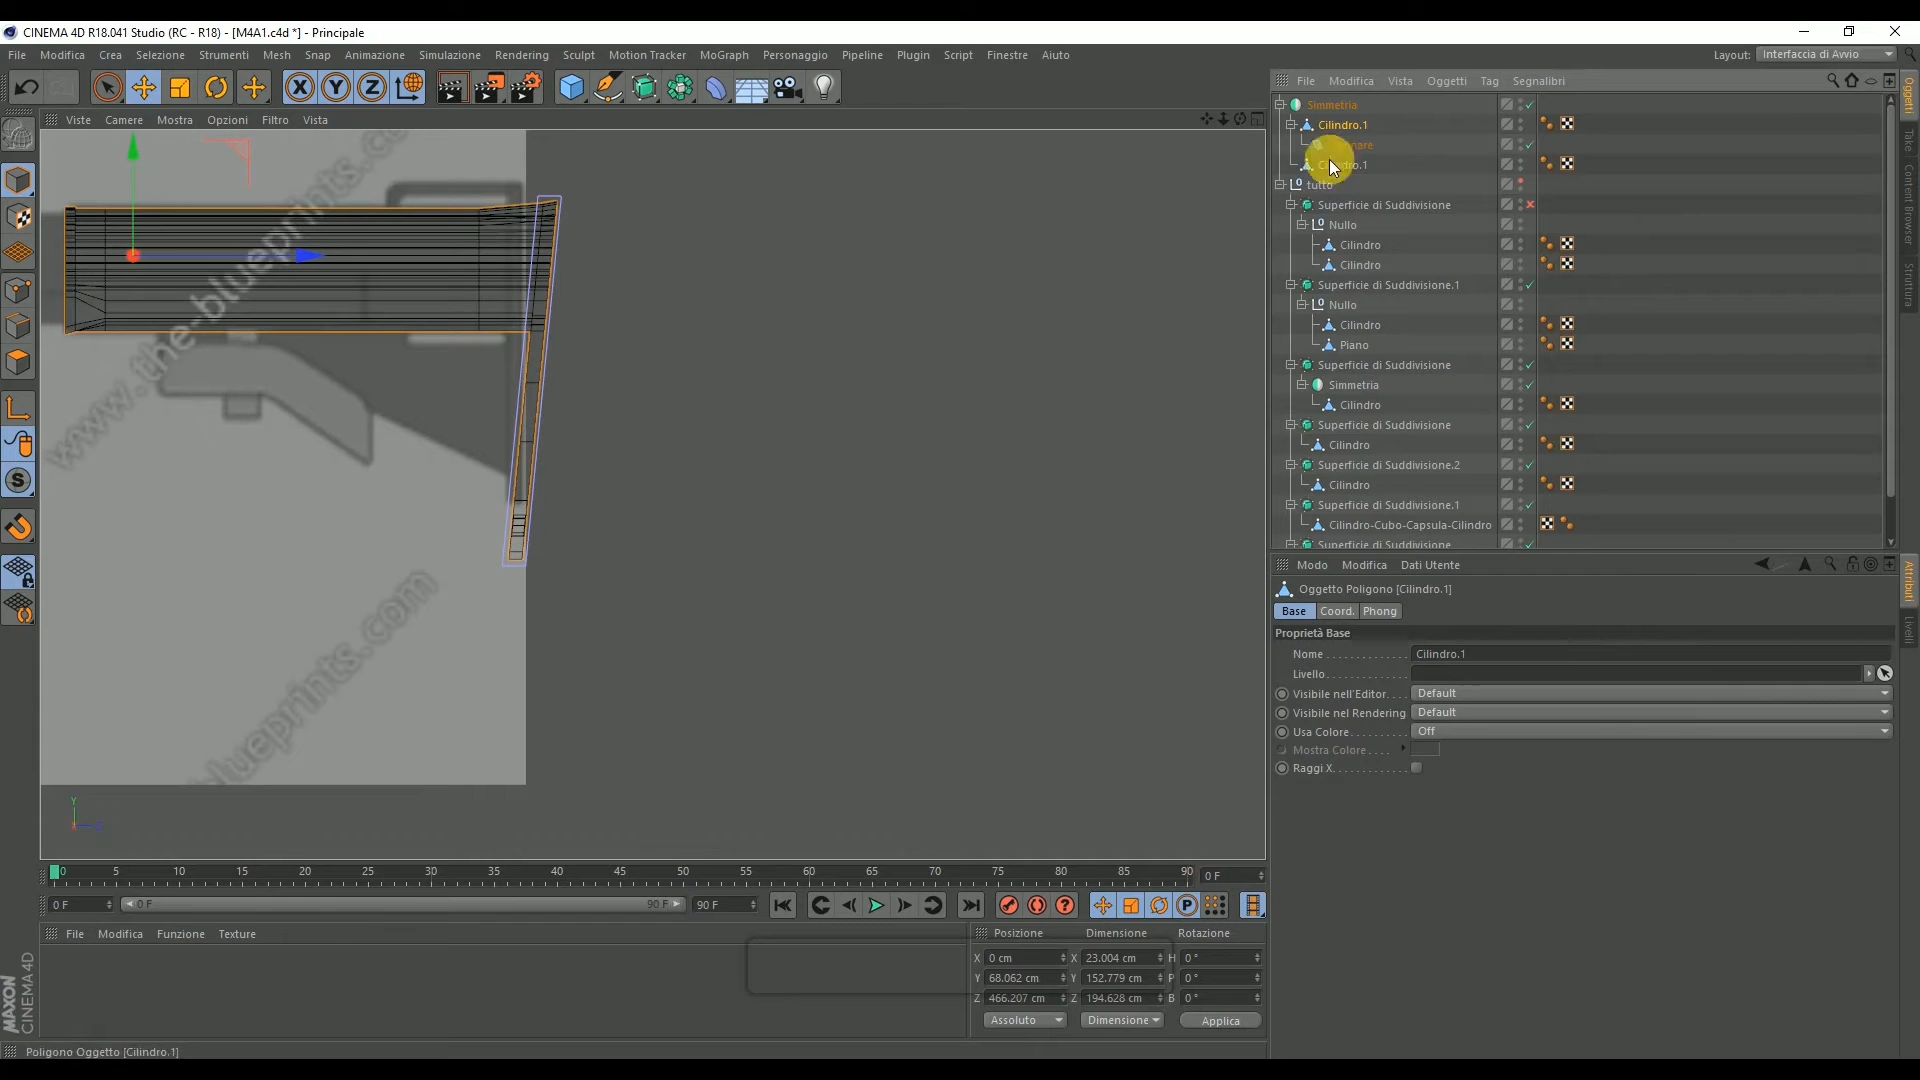 CINEMA 4D R18.041 Studio (RC - R18) - [M4A1.c4d *] - Principale
File Modifica Crea Selezione Strumenti Mesh Snap Animazione Simulazione Rendering Sculpt Motion Tracker MoGraph Personaggio Pipeline Plugin Script Finestre Aiuto
Layout: Interfaccia di Avvio
X Y Z
File Modifica Vista Oggetti Tag Segnalibri
Viste Camere Mostra Opzioni Filtro Vista
Simmetria
Cilindro.1
tutto
Superficie di Suddivisione
Nullo
Cilindro
Cilindro
Superficie di Suddivisione.1
Nullo
Cilindro
Piano
Superficie di Suddivisione
Simmetria
Cilindro
Superficie di Suddivisione
Cilindro
Superficie di Suddivisione.2
Cilindro
Superficie di Suddivisione.1
Cilindro-Cubo-Capsula-Cilindro
Superficie di Suddivisione
Oggetti
Take
Content Browser
Struttura
www.the-blueprints.com
-blueprints.com
Y
Modo Modifica Dati Utente
Oggetto Poligono [Cilindro.1]
Base Coord. Phong
Proprietà Base
Nome Cilindro.1
Livello
Visibile nell'Editor Default
Visibile nel Rendering Default
Usa Colore Off
Mostra Colore
Raggi X
Attributi
Livelli
0 5 10 15 20 25 30 35 40 45 50 55 60 65 70 75 80 85 90 0 F
0 F 0 F 90 F 90 F
File Modifica Funzione Texture
Posizione Dimensione Rotazione
X 0 cm X 23.004 cm H 0 °
Y 68.062 cm Y 152.779 cm P 0 °
Z 466.207 cm Z 194.628 cm B 0 °
Assoluto Dimensione Applica
MAXON
CINEMA 4D
Poligono Oggetto [Cilindro.1]